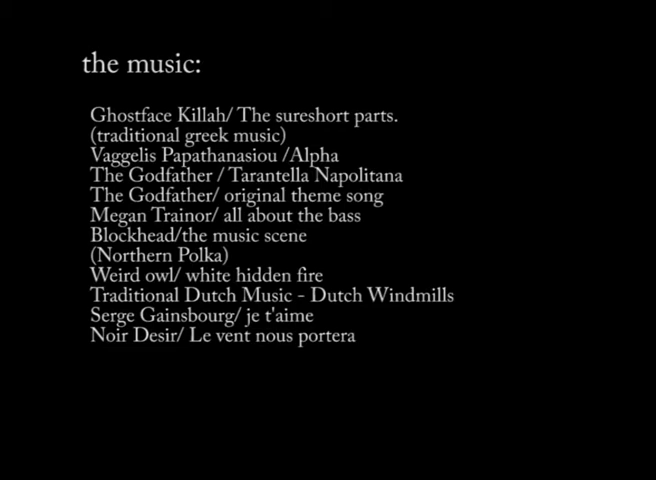 the music:
Ghostface Killah/ The sureshort parts.
(traditional greek music)
Vaggelis Papathanasiou /Alpha
The Godfather / Tarantella Napolitana
The Godfather/ original theme song
Megan Trainor/ all about the bass
Blockhead/the music scene
(Northern Polka)
Weird owl/ white hidden fire
Traditional Dutch Music - Dutch Windmills
Serge Gainsbourg/ je t'aime
Noir Desir/ Le vent nous portera